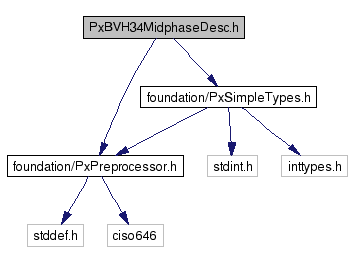 PxBVH34MidphaseDesc.h
foundation/PxSimpleTypes.h
foundation/PxPreprocessor.h
stdint.h
inttypes.h
stddef.h
ciso646